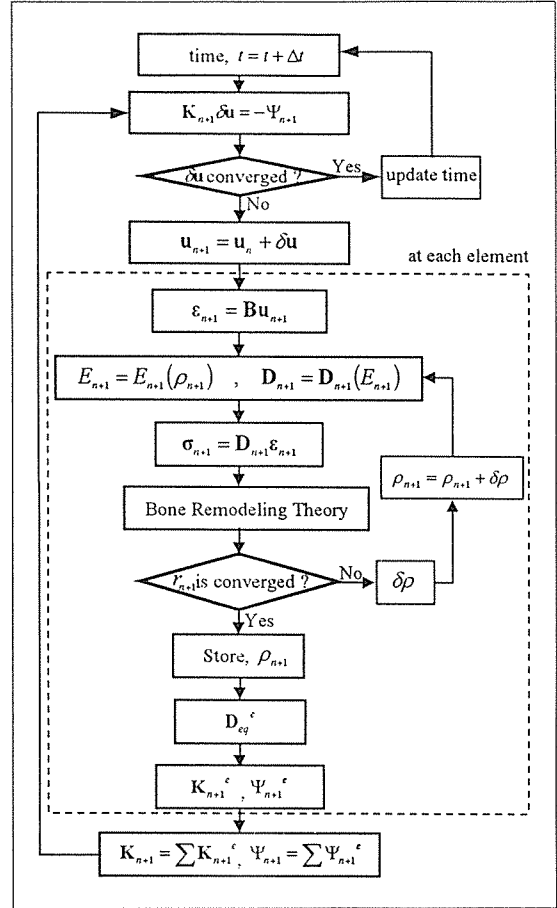 time, t = t + Δt
K_{n+1} δu = −Ψ_{n+1}
δu converged ?
Yes
update time
No
u_{n+1} = u_n + δu
at each element
ε_{n+1} = Bu_{n+1}
E_{n+1} = E_{n+1}(ρ_{n+1}) , D_{n+1} = D_{n+1}(E_{n+1})
σ_{n+1} = D_{n+1} ε_{n+1}
ρ_{n+1} = ρ_{n+1} + δρ
Bone Remodeling Theory
r_{n+1} is converged ?
No
δρ
Yes
Store, ρ_{n+1}
D_{eq}^e
K_{n+1}^e , Ψ_{n+1}^e
K_{n+1} = ∑ K_{n+1}^e, Ψ_{n+1} = ∑ Ψ_{n+1}^e